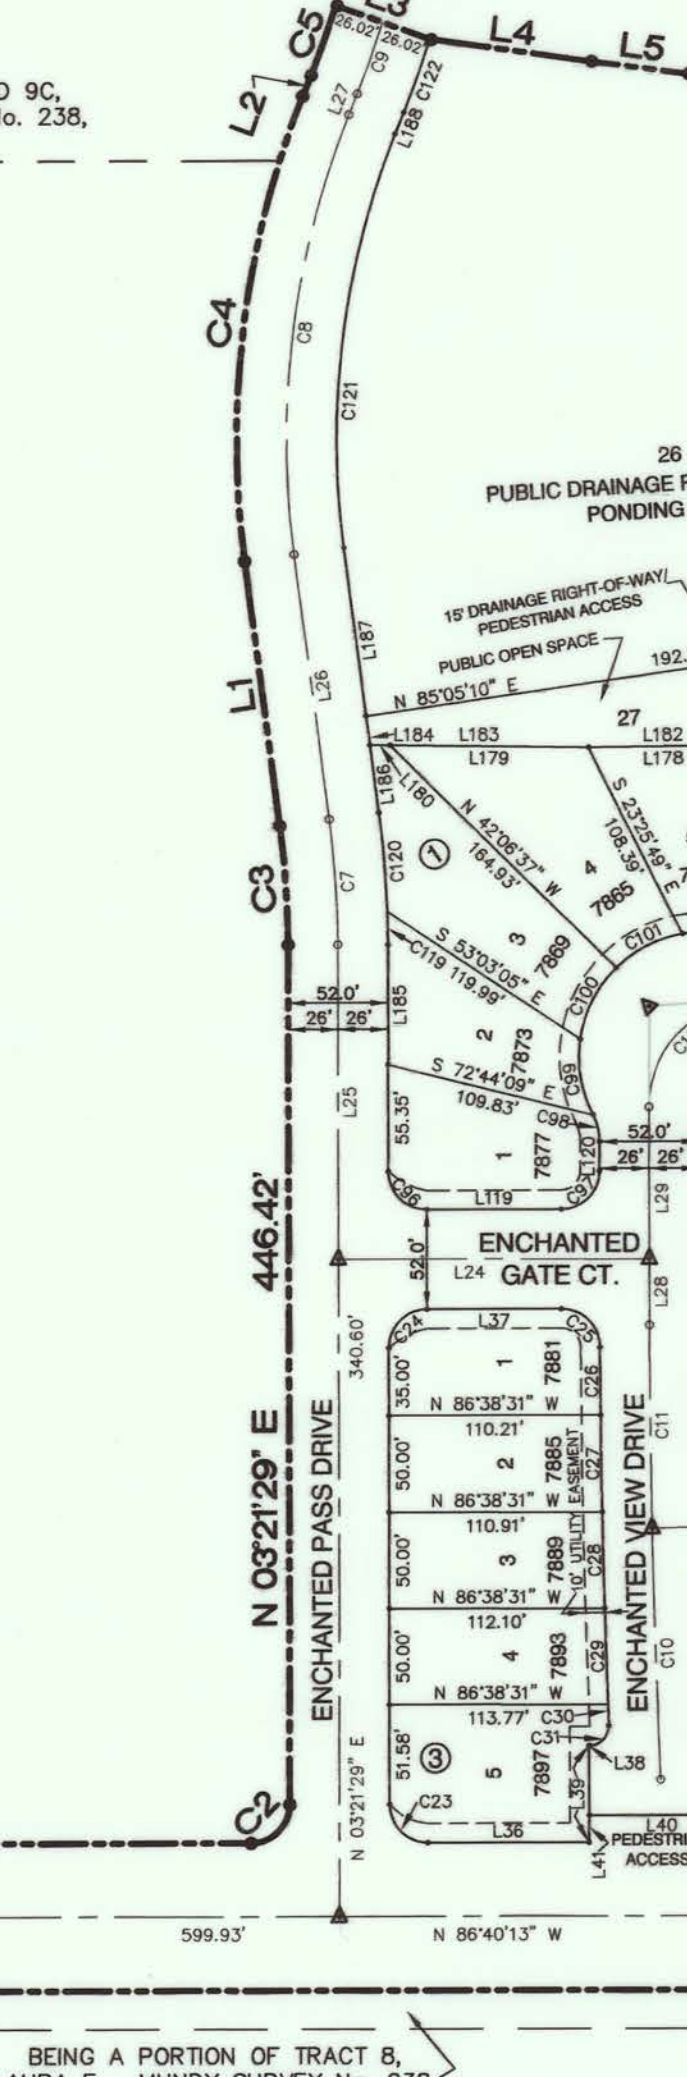 L3
26.02' 26.02'
L4
L5
C5
C9
C122
L27
L188
9C,
No. 238,
L2
C4
C8
C121
26
PUBLIC DRAINAGE
PONDING
15' DRAINAGE RIGHT-OF-WAY/
PEDESTRIAN ACCESS
PUBLIC OPEN SPACE
192.
N 85°05'10" E
L187
L1
L26
27
L184
L183
L182
L179
L178
L186
L180
N 42°06'37" W
164.93'
S 23°25'49" E
108.39'
4
7865
1
C3
C7
C120
C101
3
7869
S 53°03'05" E
C119 119.99'
C100
52.0'
26' 26'
L185
2
7873
C99
S 72°44'09" E
109.83'
C98
L25
55.35'
1
7877
L120
52.0'
26' 26'
L29
C96
L119
C97
446.42'
52.0'
ENCHANTED
GATE CT.
L24
L28
C24
L37
C25
340.60'
35.00'
1
7881
C26
N 86°38'31" W
110.21'
50.00'
2
7885
C27
C11
N 86°38'31" W
110.91'
10' UTILITY EASEMENT
50.00'
3
7889
C28
N 86°38'31" W
112.10'
50.00'
4
7893
C29
C10
N 86°38'31" W
113.77'
C30
C31
51.58'
3
5
7897
L38
L39
N 03°21'29" E
ENCHANTED PASS DRIVE
ENCHANTED VIEW DRIVE
N 03°21'29" E
C2
C23
L36
L40
L41
PEDESTRI
ACCESS
599.93'
N 86°40'13" W
BEING A PORTION OF TRACT 8,